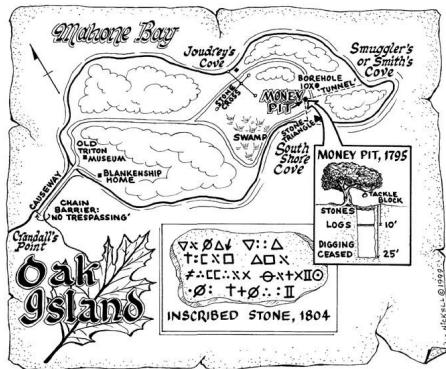 Mahone Bay
Joudrey's
Cove
Smuggler's
or Smith's
Cove
BOREHOLE
10X
'TUNNEL'
MONEY
PIT
STONE
CROSS
STONE
TRIANGLE
SWAMP
South
Shore
Cove
OLD
TRITON
MUSEUM
BLANKENSHIP
HOME
CAUSEWAY
CHAIN
BARRIER:
'NO TRESPASSING'
Crandall's
Point
Oak
Island
MONEY PIT, 1795
TACKLE
BLOCK
STONES
LOGS
10'
DIGGING
CEASED
25'
INSCRIBED STONE, 1804